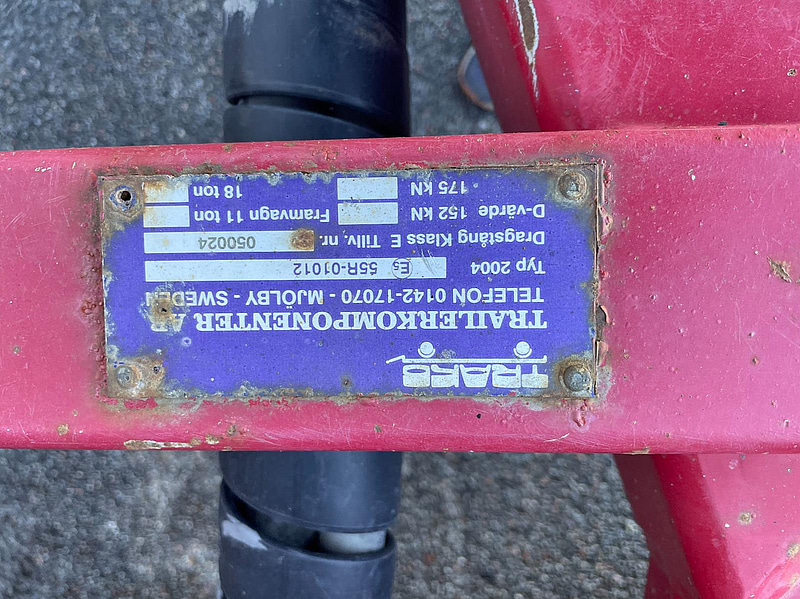 TRAKO
TRAILERKOMPONENTER AB
TELEFON 0142-17070 - MJÖLBY - SWEDEN
Typ 2004 E5 55R-01012
Dragstång Klass E Tillv. nr. 050024
D-värde 152 kN Framvagn 11 ton
175 kN 18 ton